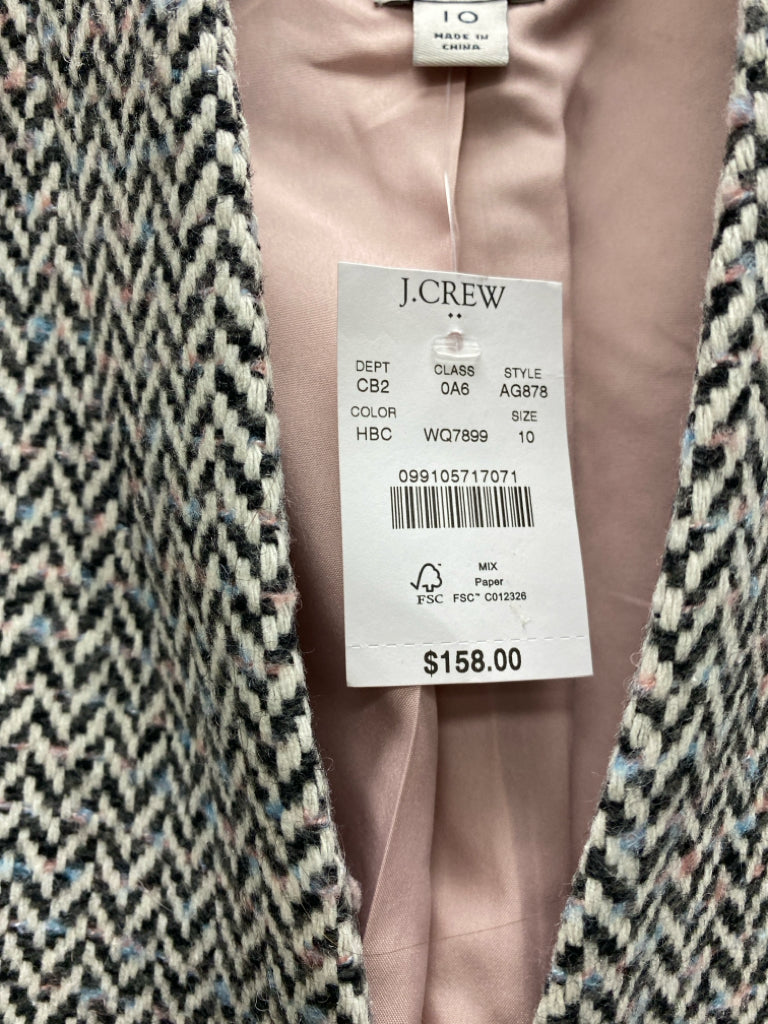 10
MADE IN
CHINA
J.CREW
DEPT CLASS STYLE
CB2 0A6 AG878
COLOR SIZE
HBC WQ7899 10
099105717071
MIX
Paper
FSC FSC™ C012326
$158.00